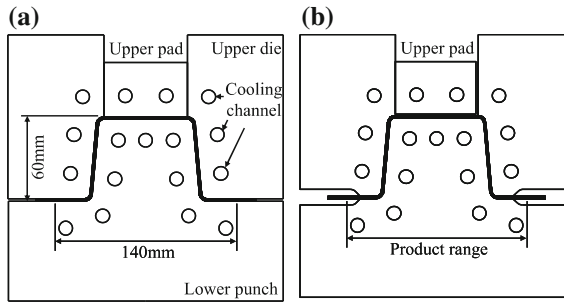 (a)
Upper pad
Upper die
Cooling
channel
60mm
140mm
Lower punch
(b)
Upper pad
Product range